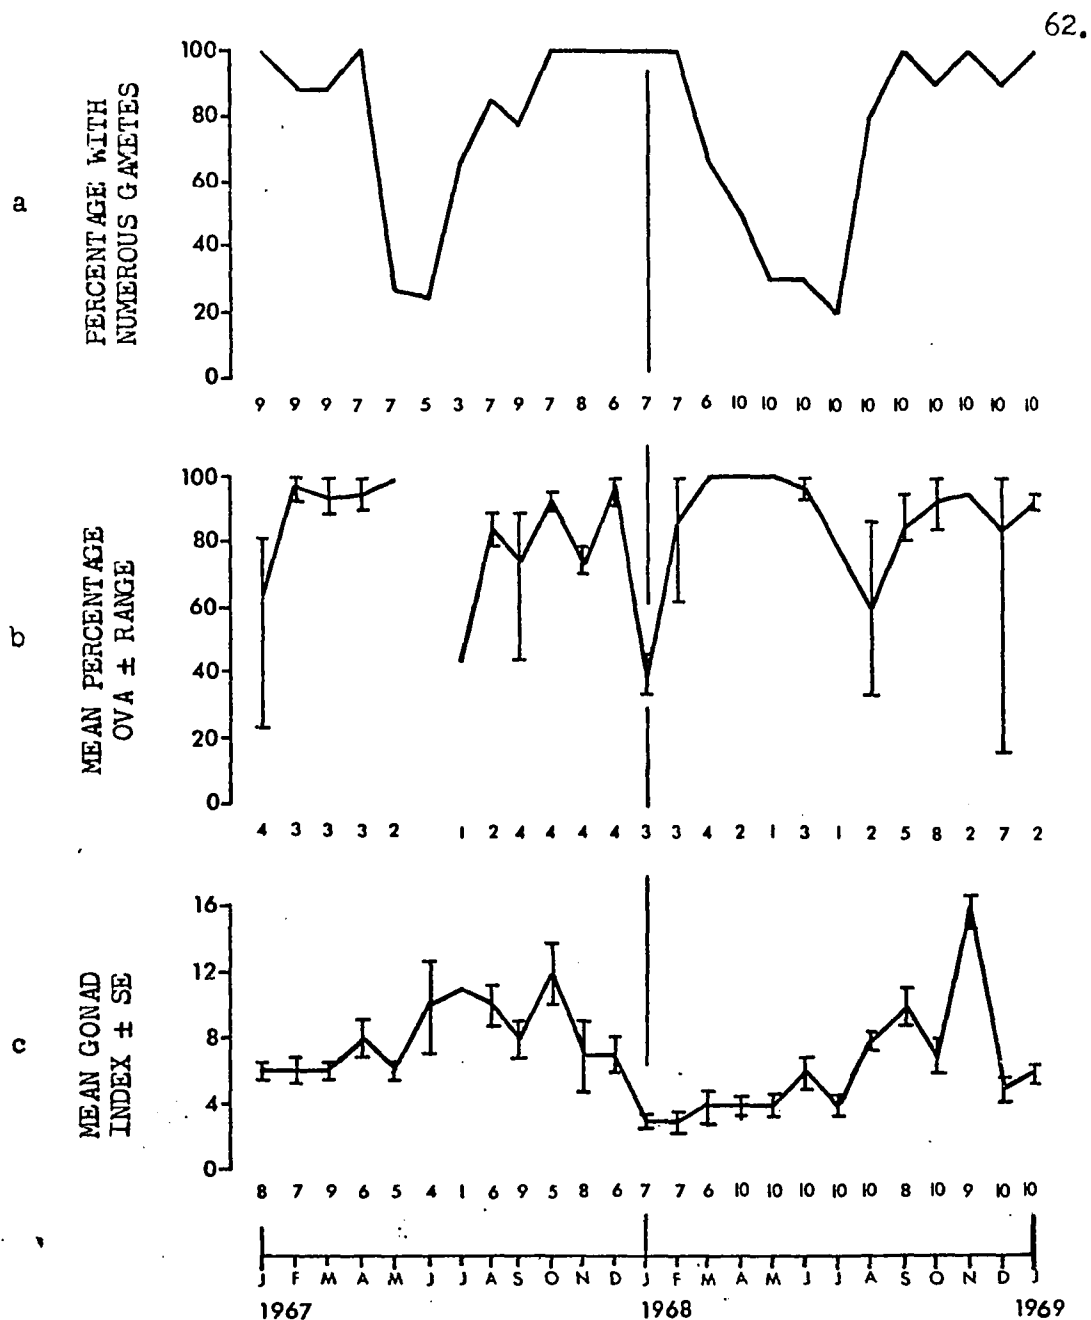 62.
a
PERCENTAGE WITH
NUMEROUS GAMETES
100
80
60
40
20
0
9 9 9 7 7 5 3 7 9 7 8 6 7 7 6 10 10 10 10 10 10 10 10 10 10
b
MEAN PERCENTAGE
OVA ± RANGE
100
80
60
40
20
0
4 3 3 3 2 1 2 4 4 4 4 3 3 4 2 1 3 1 2 5 8 2 7 2
c
MEAN GONAD
INDEX ± SE
16
12
8
4
0
8 7 9 6 5 4 1 6 9 5 8 6 7 7 6 10 10 10 10 10 8 10 9 10 10
J F M A M J J A S O N D J F M A M J J A S O N D J
1967 1968 1969